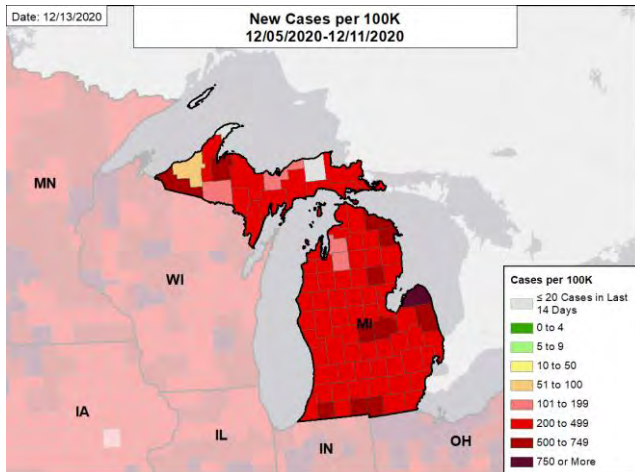 Date: 12/13/2020
New Cases per 100K
12/05/2020-12/11/2020
MN
WI
MI
IA
IL
IN
OH
Cases per 100K
≤ 20 Cases in Last
14 Days
0 to 4
5 to 9
10 to 50
51 to 100
101 to 199
200 to 499
500 to 749
750 or More